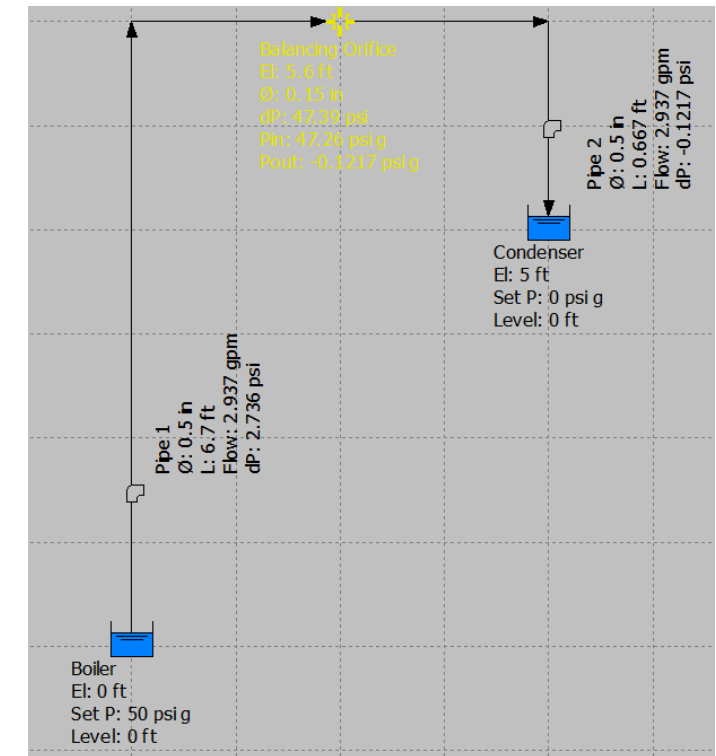 Balancing Orifice
El: 5.6 ft
Ø: 0.15 in
dP: 47.39 psi
Pin: 47.26 psi g
Pout: -0.1217 psi g
Pipe 2
Ø: 0.5 in
L: 0.667 ft
Flow: 2.937 gpm
dP: -0.1217 psi
Condenser
El: 5 ft
Set P: 0 psi g
Level: 0 ft
Pipe 1
Ø: 0.5 in
L: 6.7 ft
Flow: 2.937 gpm
dP: 2.736 psi
Boiler
El: 0 ft
Set P: 50 psi g
Level: 0 ft